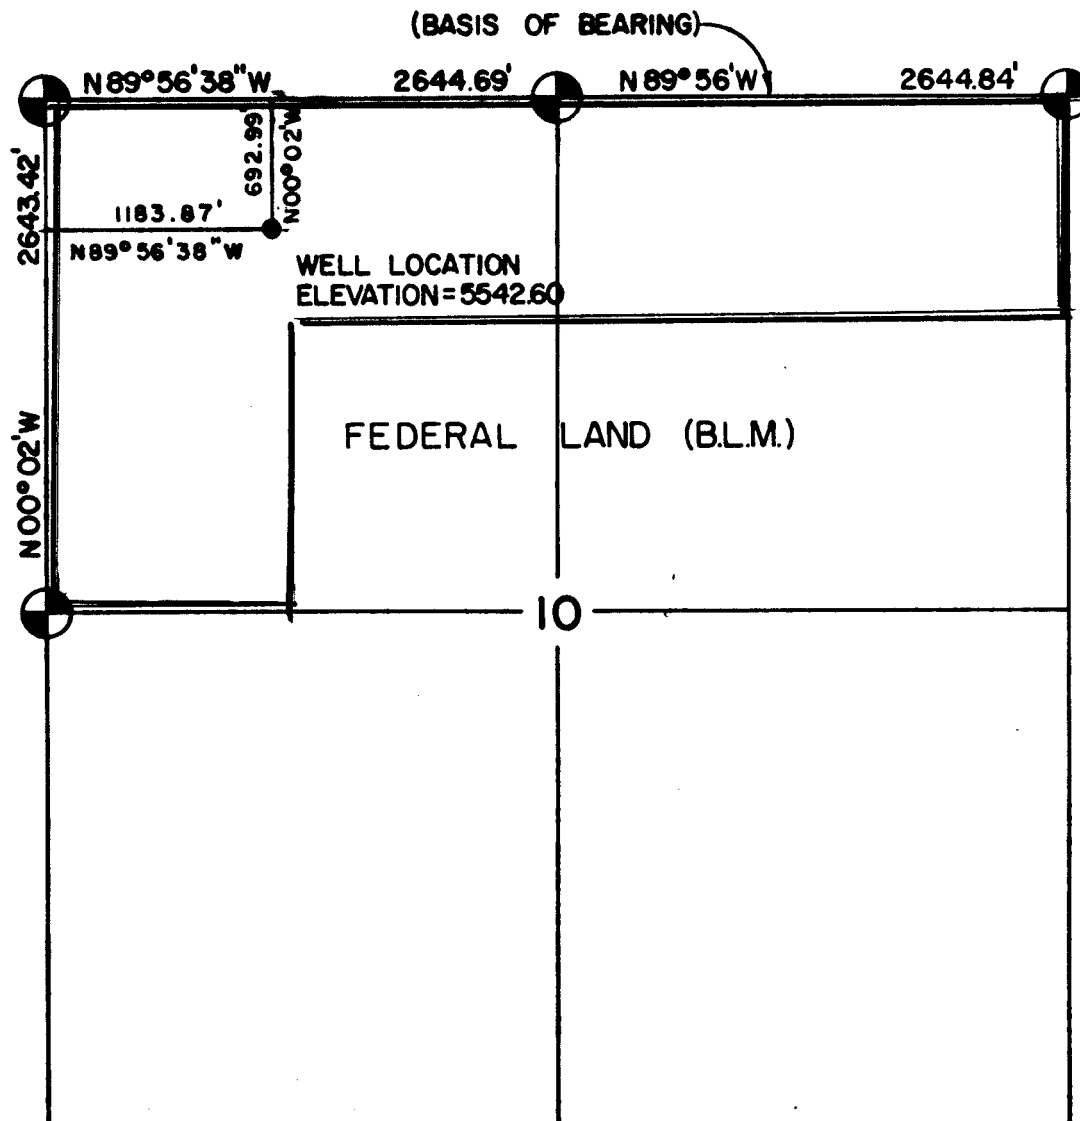 (BASIS OF BEARING)
N89°56'38"W 2644.69' N89°56'W 2644.84'
692.99'
N00°02'W
2643.42'
1183.87'
N89°56'38"W
WELL LOCATION
ELEVATION=5542.60
N00°02'W
FEDERAL LAND (B.L.M.)
10